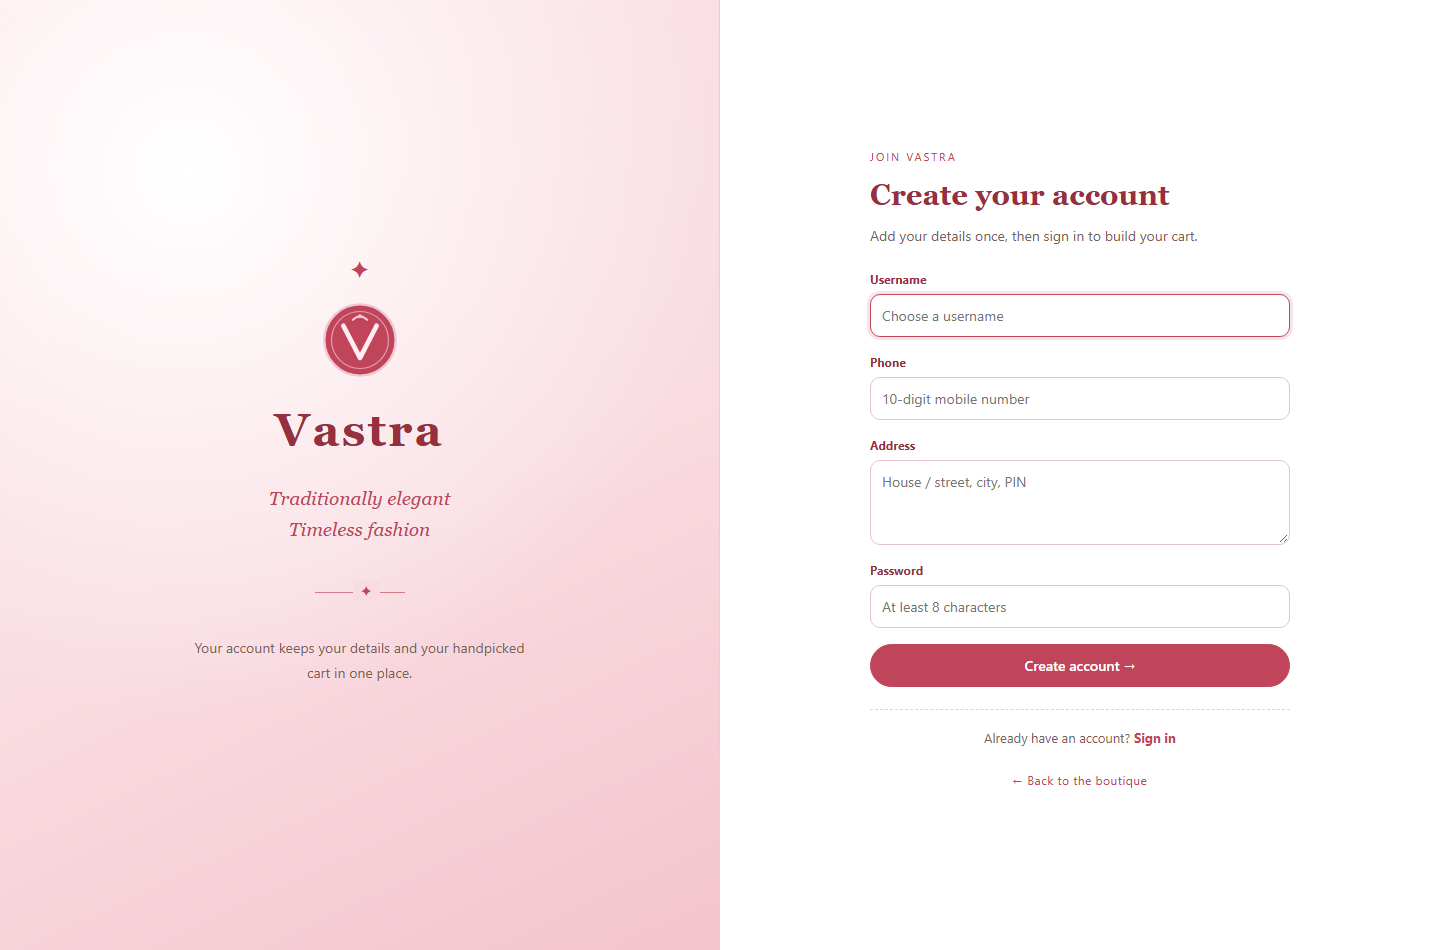 Vastra
Traditionally elegant
Timeless fashion
Your account keeps your details and your handpicked
cart in one place.
JOIN VASTRA
Create your account
Add your details once, then sign in to build your cart.
Username
Choose a username
Phone
10-digit mobile number
Address
House / street, city, PIN
Password
At least 8 characters
Create account →
Already have an account? Sign in
← Back to the boutique